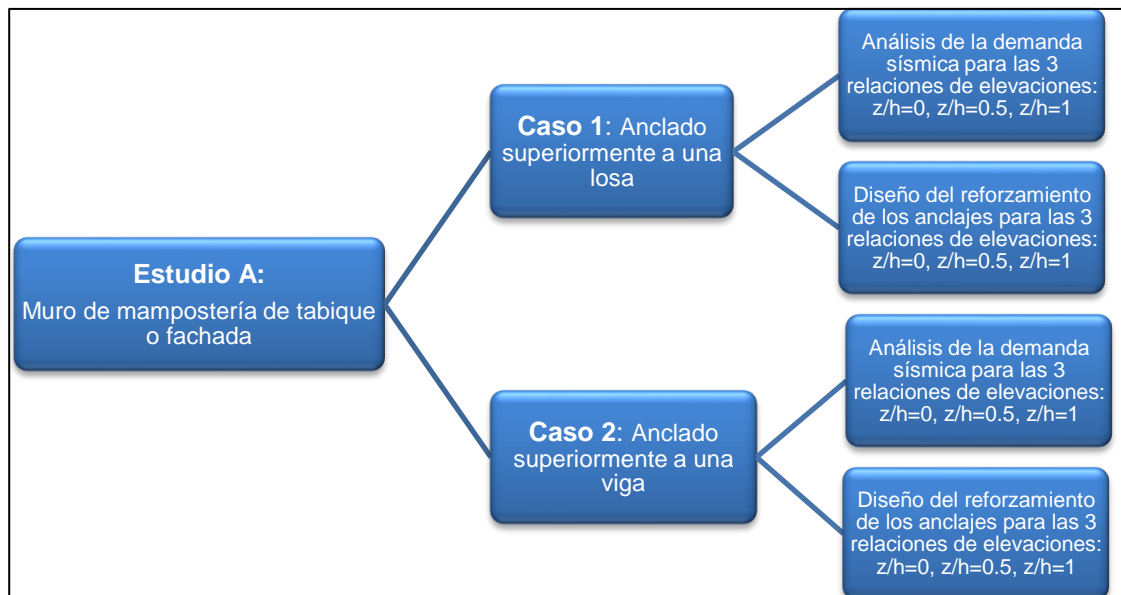 Estudio A:
Muro de mampostería de tabique
o fachada
Caso 1: Anclado
superiormente a una
losa
Análisis de la demanda
sísmica para las 3
relaciones de elevaciones:
z/h=0, z/h=0.5, z/h=1
Diseño del reforzamiento
de los anclajes para las 3
relaciones de elevaciones:
z/h=0, z/h=0.5, z/h=1
Caso 2: Anclado
superiormente a una
viga
Análisis de la demanda
sísmica para las 3
relaciones de elevaciones:
z/h=0, z/h=0.5, z/h=1
Diseño del reforzamiento
de los anclajes para las 3
relaciones de elevaciones:
z/h=0, z/h=0.5, z/h=1